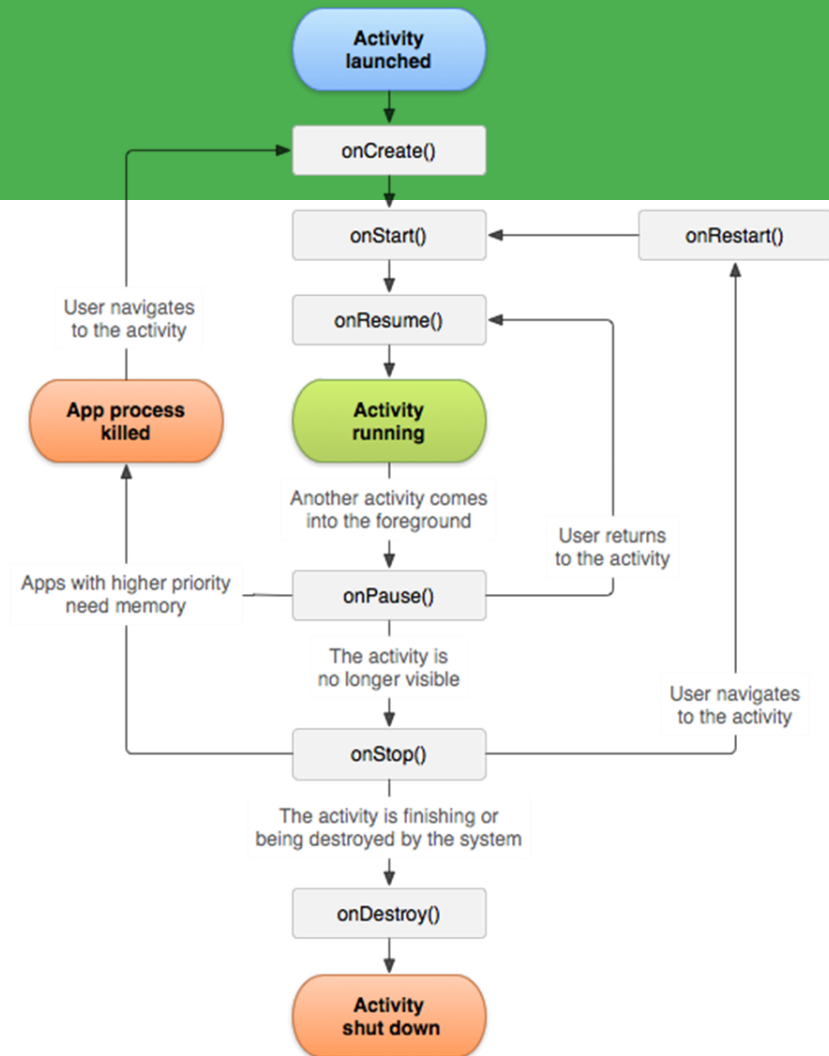 Activity
launched
onCreate()
onStart()
onRestart()
User navigates
to the activity
onResume()
App process
killed
Activity
running
Another activity comes
into the foreground
User returns
to the activity
Apps with higher priority
need memory
onPause()
The activity is
no longer visible
User navigates
to the activity
onStop()
The activity is finishing or
being destroyed by the system
onDestroy()
Activity
shut down